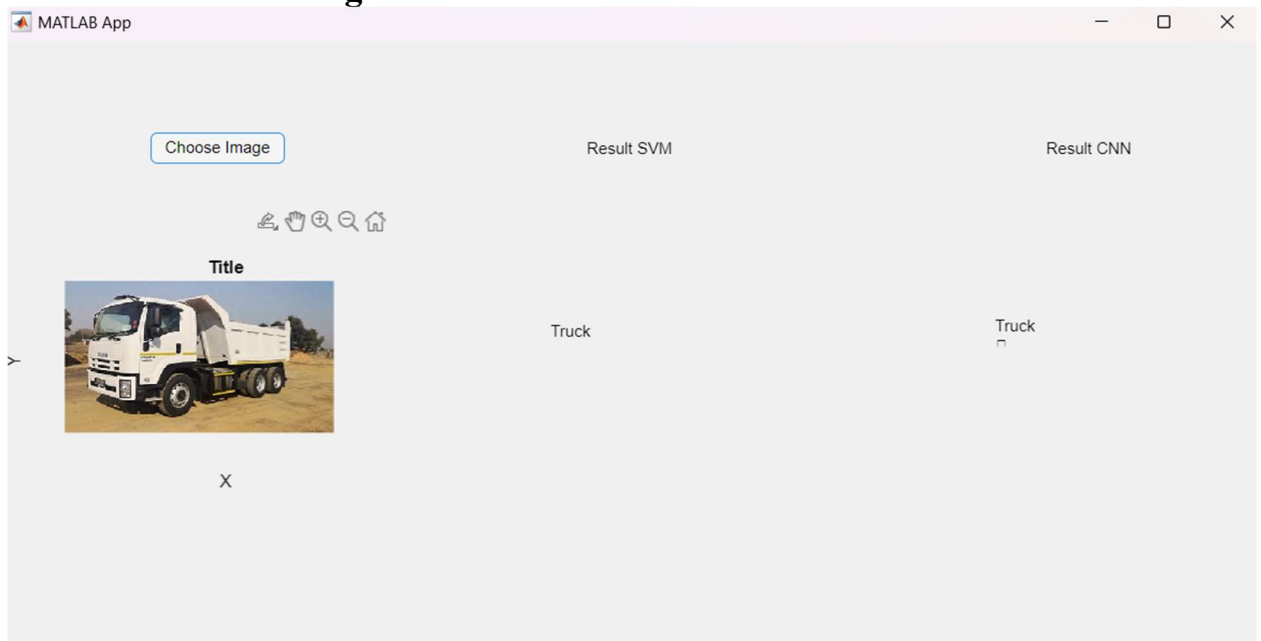 g
MATLAB App
Choose Image
Result SVM
Result CNN
Title
Truck
Truck
Y
X